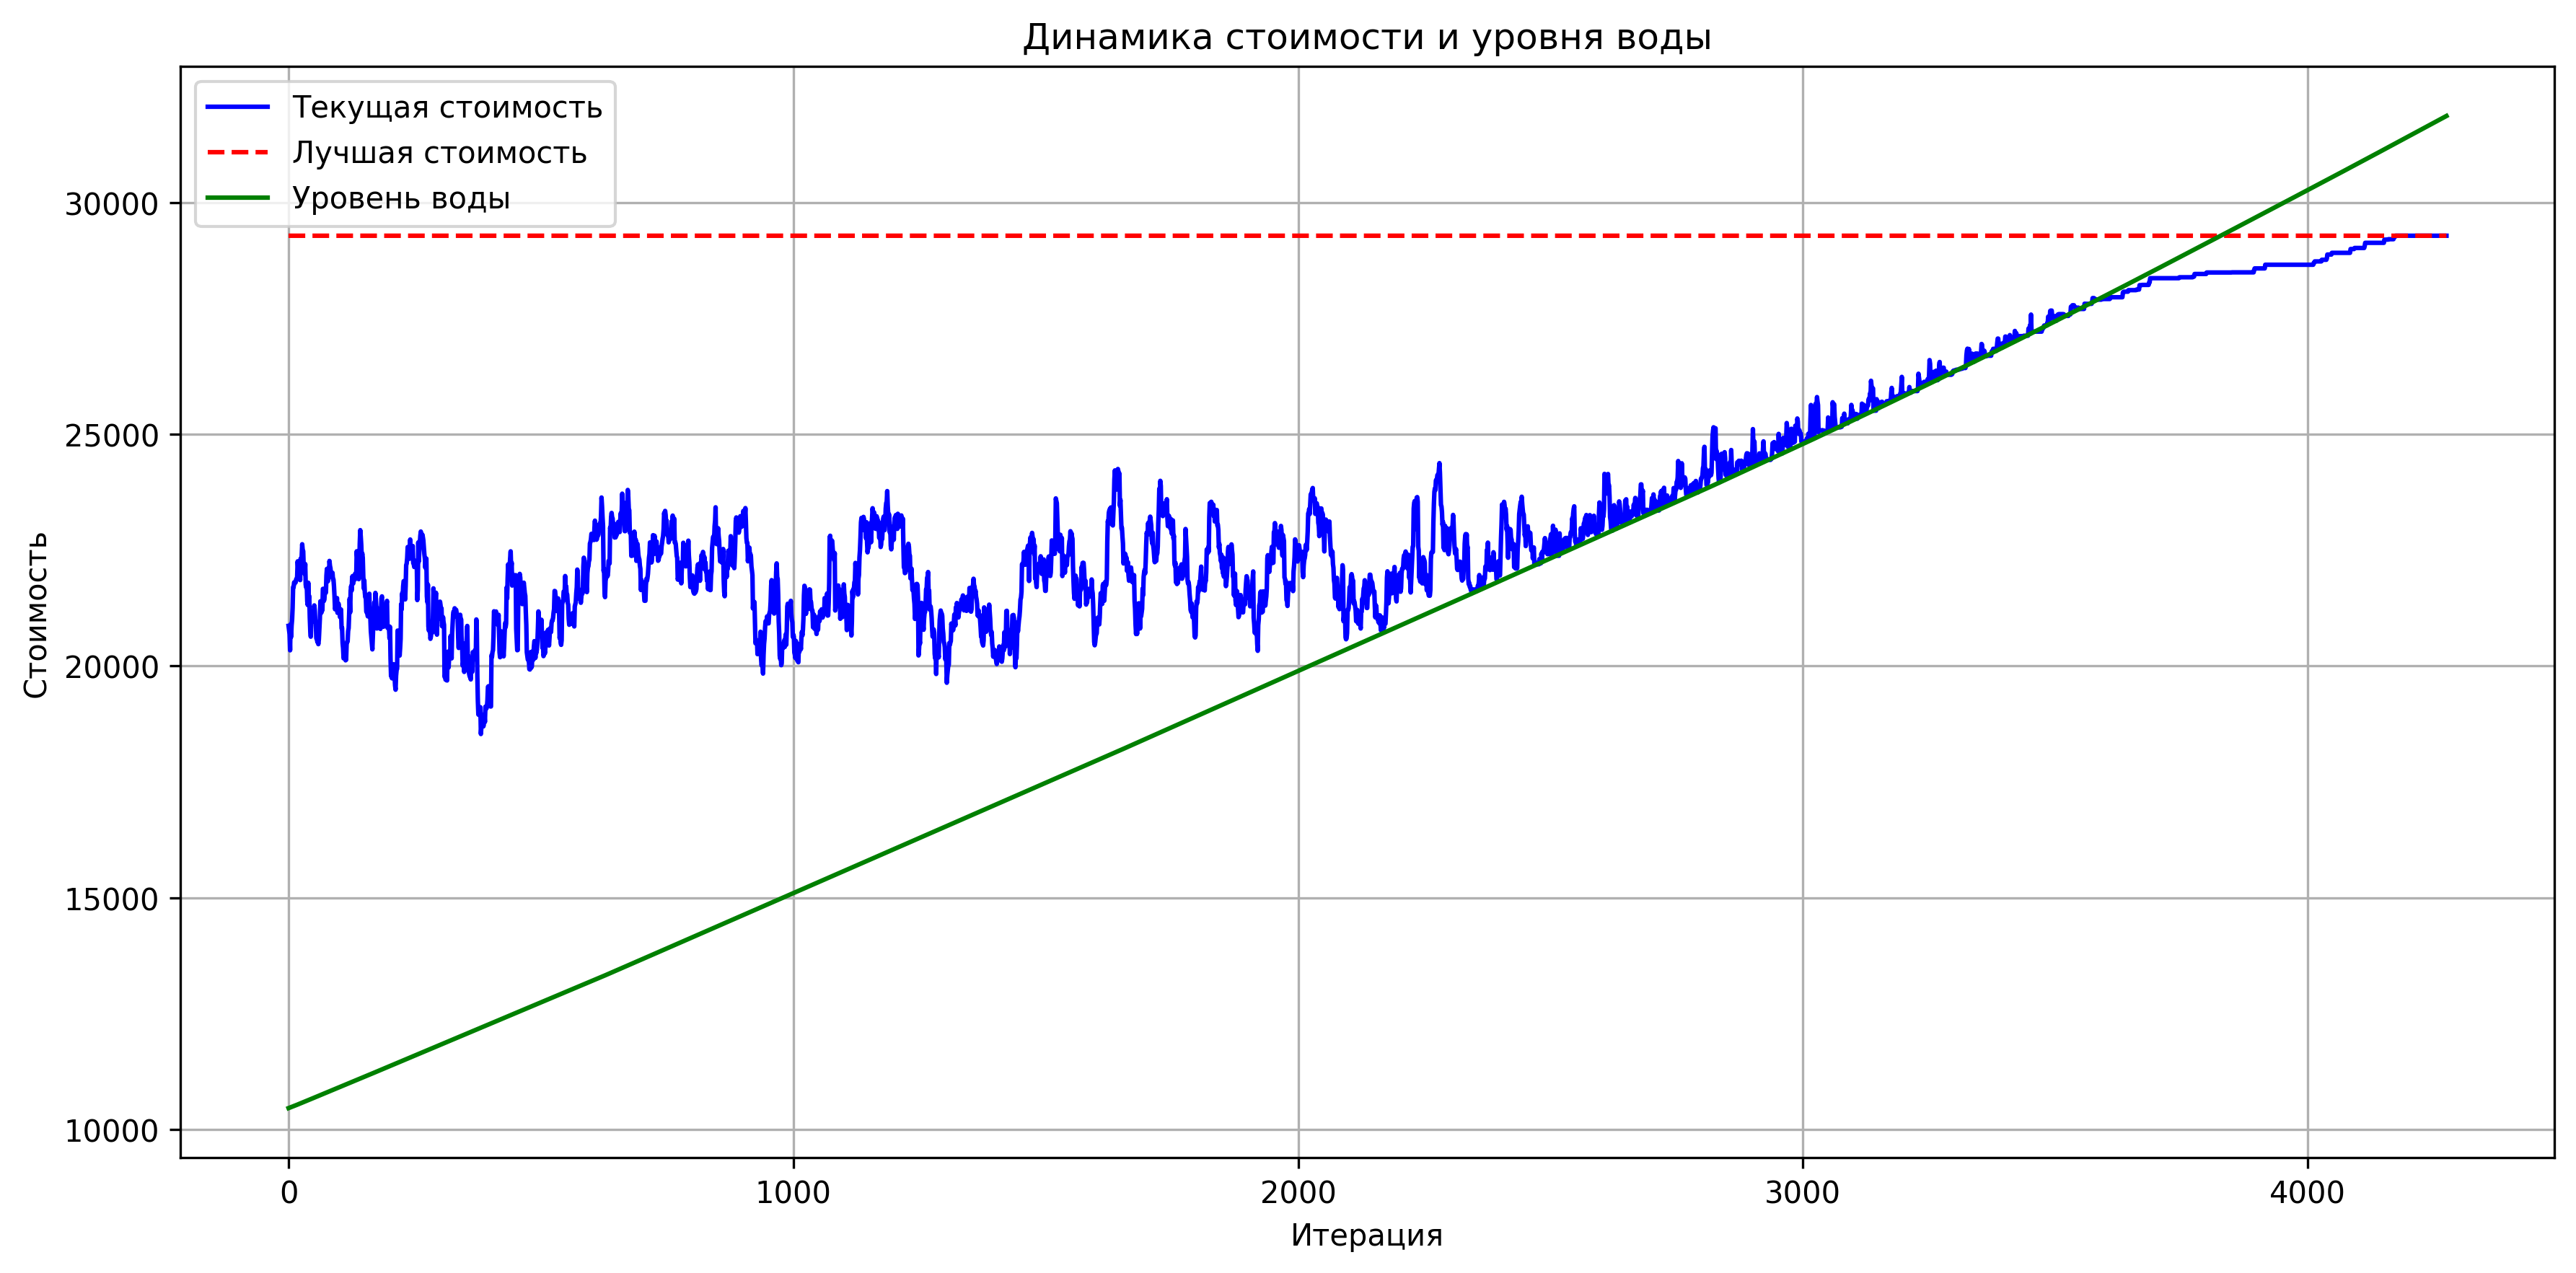 Динамика стоимости и уровня воды
Текущая стоимость
Лучшая стоимость
Уровень воды
Стоимость
30000
25000
20000
15000
10000
0 1000 2000 3000 4000
Итерация